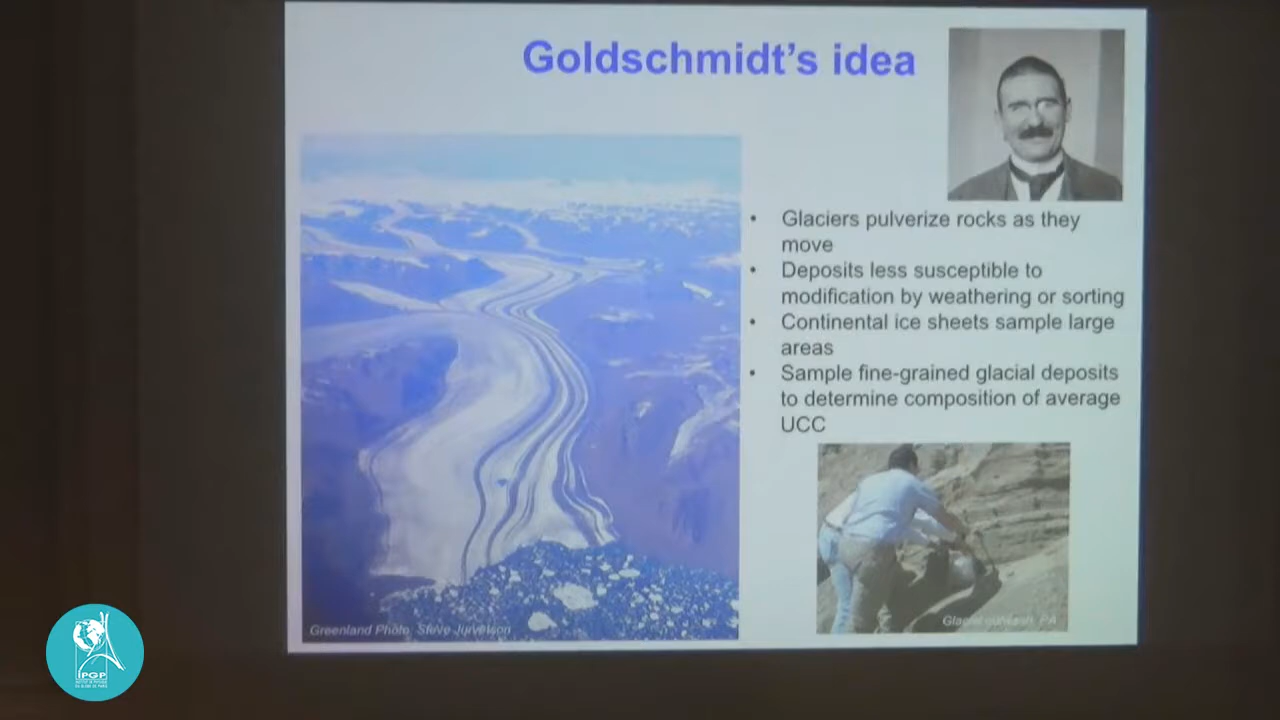 Goldschmidt's idea
• Glaciers pulverize rocks as they
move
• Deposits less susceptible to
modification by weathering or sorting
• Continental ice sheets sample large
areas
• Sample fine-grained glacial deposits
to determine composition of average
UCC
Greenland Photo: Steve Jurvetson
PA
IPGP